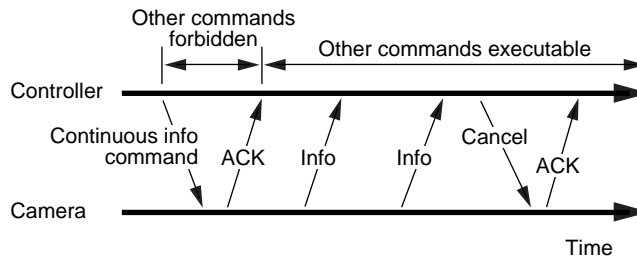 Other commands
forbidden
Other commands executable
Controller
Continuous info
command
ACK
Info
Info
Cancel
ACK
Camera
Time